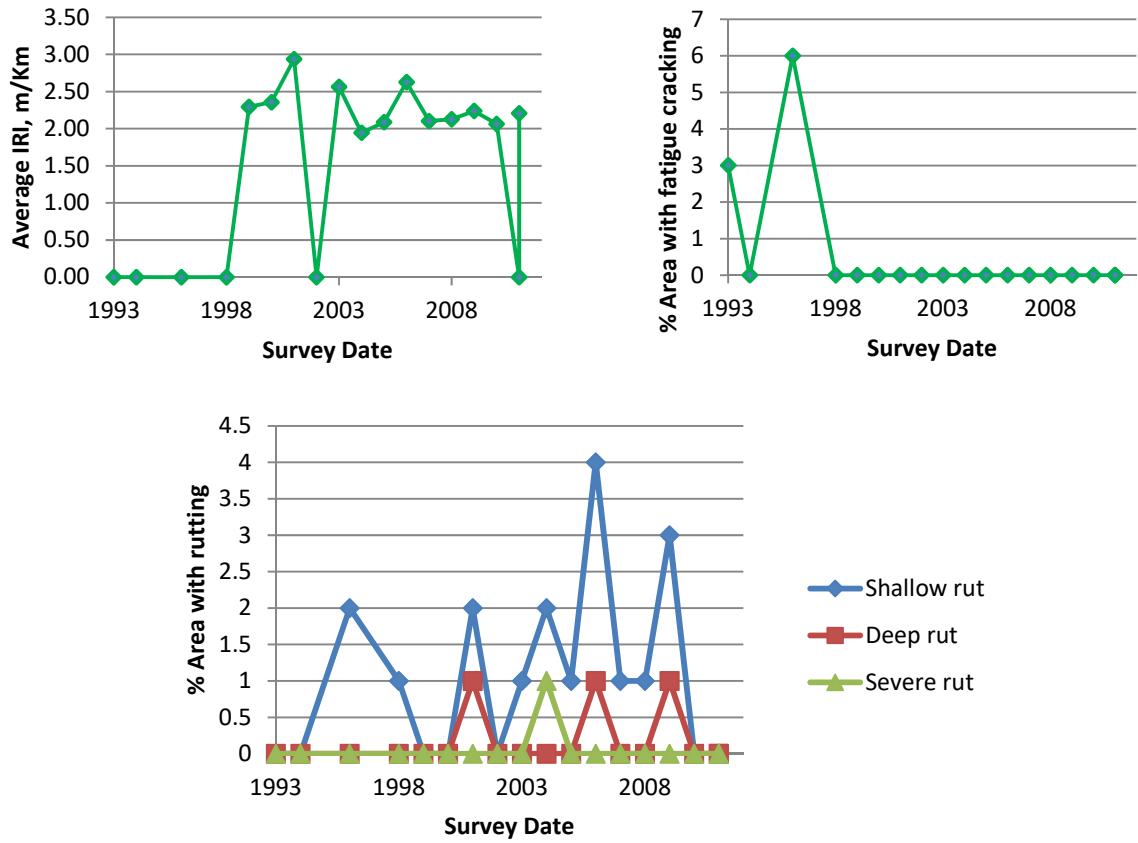 Average IRI, m/Km
3.50
3.00
2.50
2.00
1.50
1.00
0.50
0.00
1993 1998 2003 2008
Survey Date
% Area with fatigue cracking
7
6
5
4
3
2
1
0
1993 1998 2003 2008
Survey Date
% Area with rutting
4.5
4
3.5
3
2.5
2
1.5
1
0.5
0
1993 1998 2003 2008
Survey Date
Shallow rut
Deep rut
Severe rut